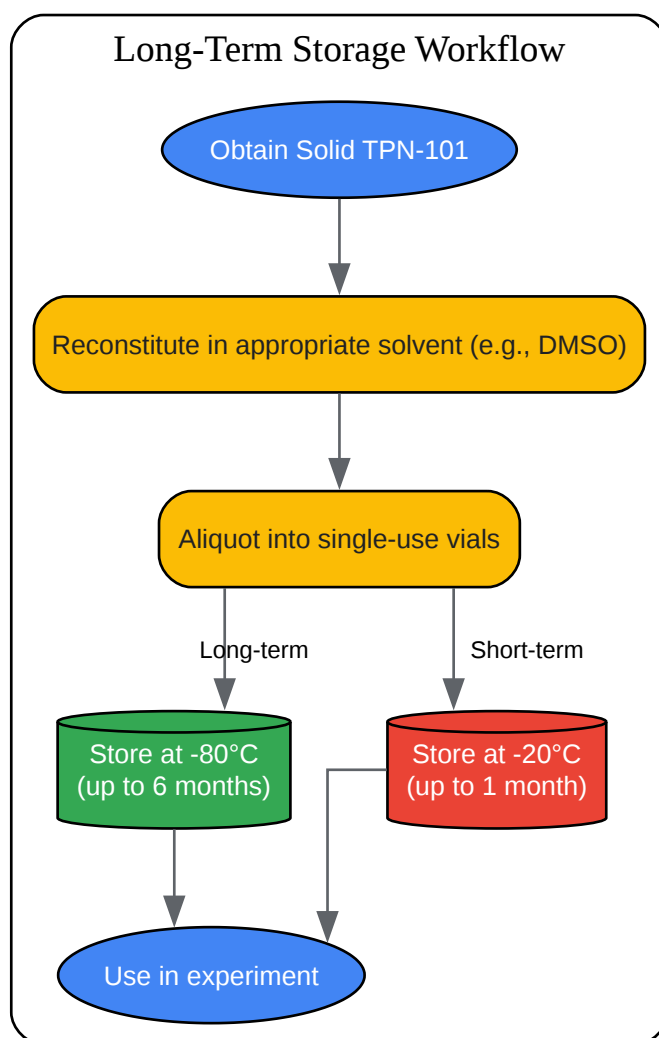 Long-Term Storage Workflow
Obtain Solid TPN-101
Reconstitute in appropriate solvent (e.g., DMSO)
Aliquot into single-use vials
Long-term
Short-term
Store at -80°C
(up to 6 months)
Store at -20°C
(up to 1 month)
Use in experiment